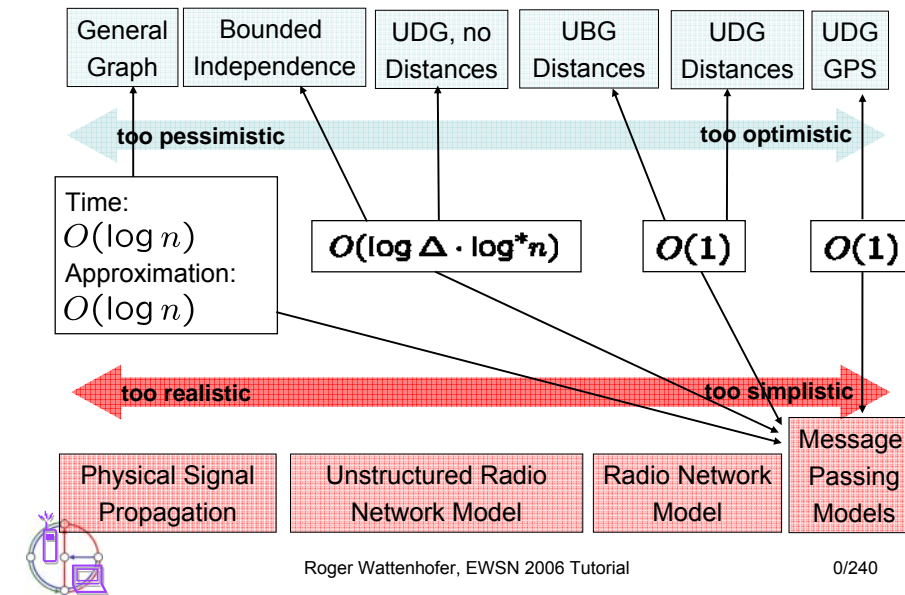 General
Graph
Bounded
Independence
UDG, no
Distances
UBG
Distances
UDG
Distances
UDG
GPS
too pessimistic
too optimistic
Time:
O(log n)
Approximation:
O(log n)
O(log Δ · log*n)
O(1)
O(1)
too realistic
too simplistic
Physical Signal
Propagation
Unstructured Radio
Network Model
Radio Network
Model
Message
Passing
Models
Roger Wattenhofer, EWSN 2006 Tutorial
0/240